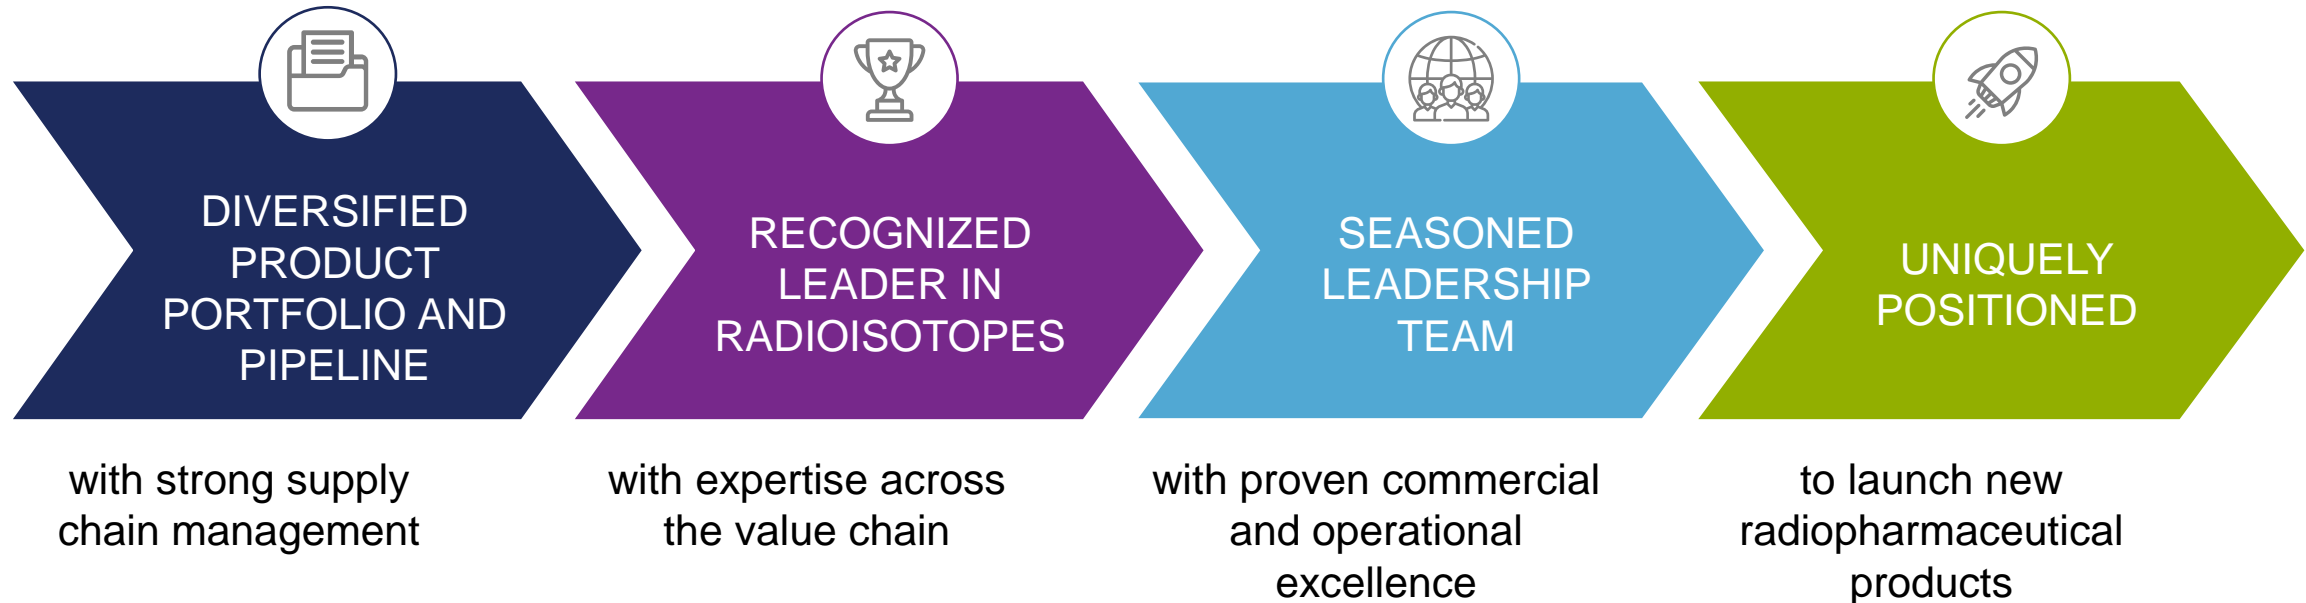 DIVERSIFIED
PRODUCT
PORTFOLIO AND
PIPELINE
with strong supply
chain management
RECOGNIZED
LEADER IN
RADIOISOTOPES
with expertise across
the value chain
SEASONED
LEADERSHIP
TEAM
with proven commercial
and operational
excellence
UNIQUELY
POSITIONED
to launch new
radiopharmaceutical
products